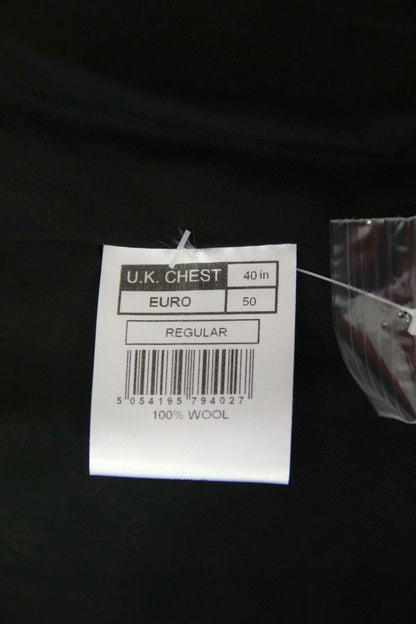 U.K. CHEST 40 in
EURO 50
REGULAR
5 054195 794027
100% WOOL